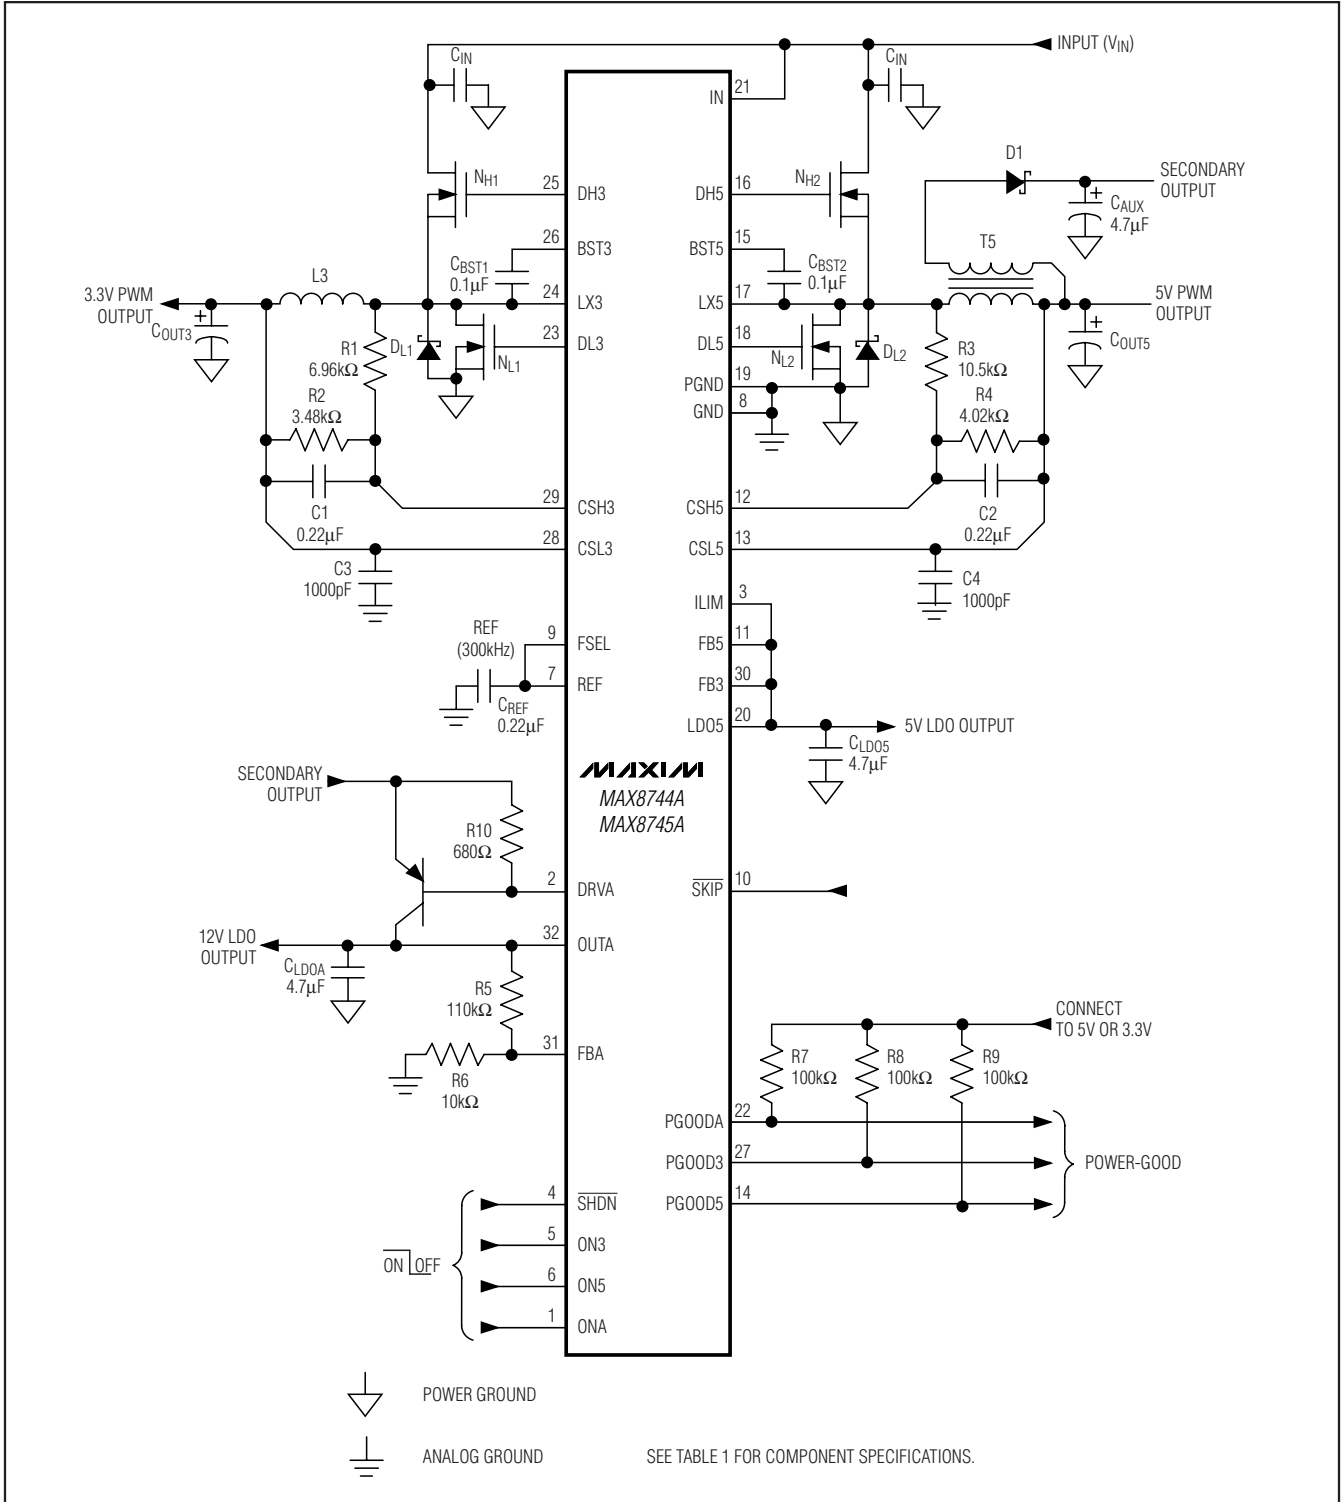 INPUT (VIN)
CIN
CIN
21
IN
D1
SECONDARY
OUTPUT
NH1
25
DH3
DH5
16
NH2
CAUX
4.7µF
+
26
BST3
BST5
15
T5
CBST1
0.1µF
CBST2
0.1µF
L3
3.3V PWM
OUTPUT
24
LX3
LX5
17
5V PWM
OUTPUT
+
COUT3
+
COUT5
23
DL3
DL5
18
R1
6.96kΩ
DL1
NL1
NL2
DL2
R3
10.5kΩ
PGND
19
R2
3.48kΩ
GND
8
R4
4.02kΩ
29
CSH3
CSH5
12
C1
0.22µF
C2
0.22µF
28
CSL3
CSL5
13
C3
1000pF
C4
1000pF
ILIM
3
REF
(300kHz)
9
FSEL
FB5
11
7
REF
FB3
30
CREF
0.22µF
LDO5
20
5V LDO OUTPUT
CLDO5
4.7µF
MAXIM
MAX8744A
MAX8745A
SECONDARY
OUTPUT
R10
680Ω
2
DRVA
SKIP
10
12V LDO
OUTPUT
32
OUTA
CLDOA
4.7µF
R5
110kΩ
31
FBA
R6
10kΩ
CONNECT
TO 5V OR 3.3V
R7
100kΩ
R8
100kΩ
R9
100kΩ
PGOODA
22
PGOOD3
27
POWER-GOOD
PGOOD5
14
4
SHDN
5
ON3
ON OFF
6
ON5
1
ONA
POWER GROUND
ANALOG GROUND
SEE TABLE 1 FOR COMPONENT SPECIFICATIONS.